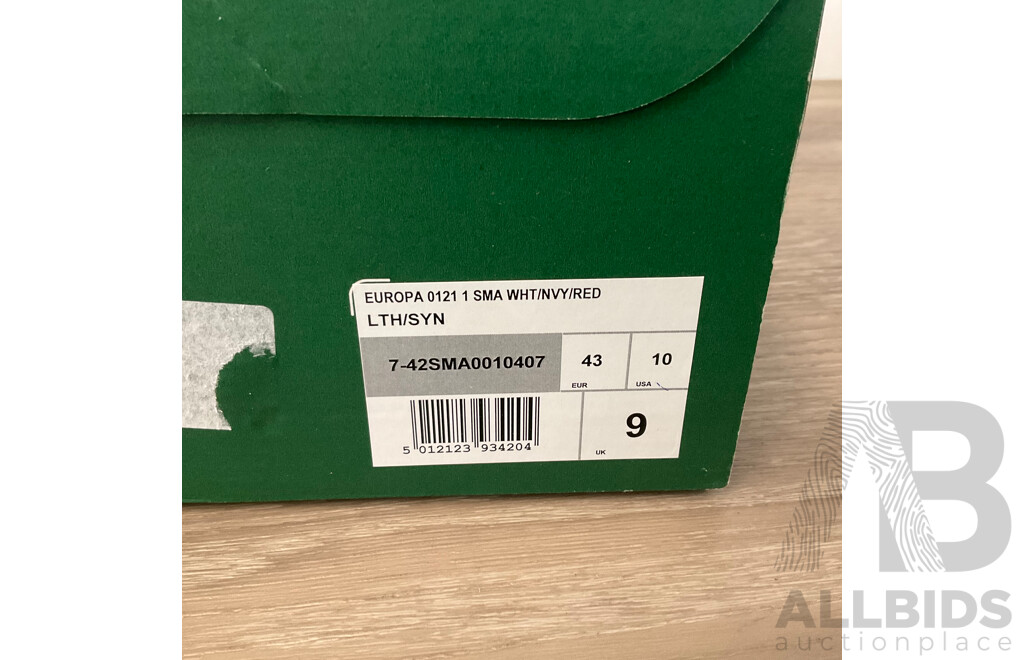 EUROPA 0121 1 SMA WHT/NVY/RED
LTH/SYN
7-42SMA0010407
43
EUR
10
USA
5 012123 934204
9
UK
AB
ALLBIDS
auctionplace